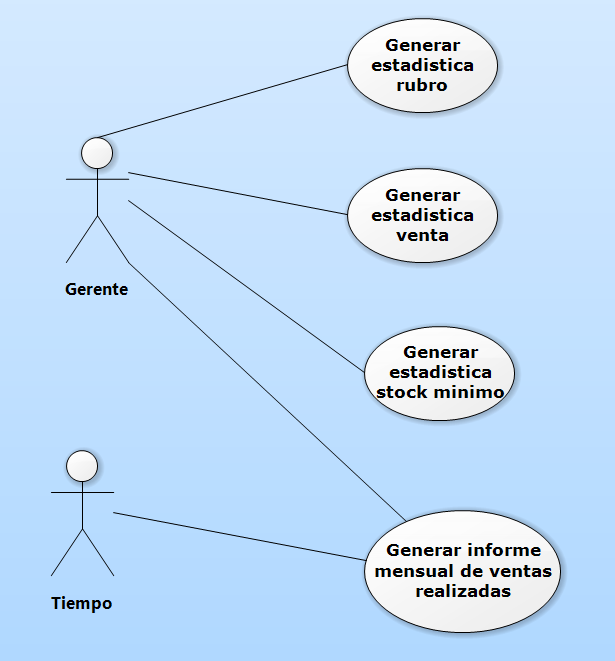 Generar
estadistica
rubro
Generar
estadistica
venta
Gerente
Generar
estadistica
stock minimo
Generar informe
mensual de ventas
realizadas
Tiempo